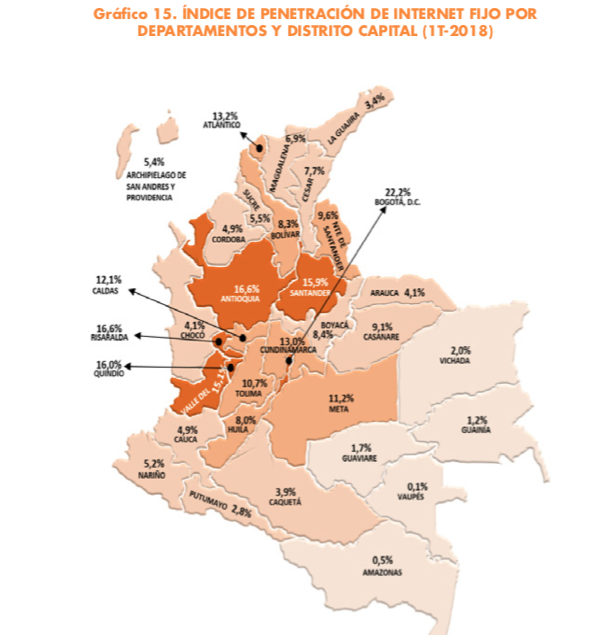 Gráfico 15. ÍNDICE DE PENETRACIÓN DE INTERNET FIJO POR
DEPARTAMENTOS Y DISTRITO CAPITAL (1T-2018)
13,2%
ATLÁNTICO
3,4%
LA GUAJIRA
6,9%
MAGDALENA
5,4%
ARCHIPIELAGO DE
SAN ANDRES Y
PROVIDENCIA
7,7%
CESAR
22,2%
BOGOTÁ, D.C.
SUCRE
5,5%
4,9%
CORDOBA
8,3%
BOLÍVAR
9,6%
NTE DE
SANTANDER
12,1%
CALDAS
16,6%
ANTIOQUIA
15,9%
SANTANDER
ARAUCA 4,1%
16,6%
RISARALDA
4,1%
CHOCÓ
13,0%
CUNDINAMARCA
BOYACÁ
8,4%
9,1%
CASÁNARE
2,0%
VICHADA
16,0%
QUINDÍO
VALLE DEL
15,1%
10,7%
TOLIMA
11,2%
META
4,9%
CAUCA
8,0%
HUILA
1,2%
GUAINÍA
1,7%
GUAVIARE
5,2%
NARIÑO
0,1%
VAUPÉS
3,9%
CAQUETÁ
PUTUMAYO 2,8%
0,5%
AMAZONAS